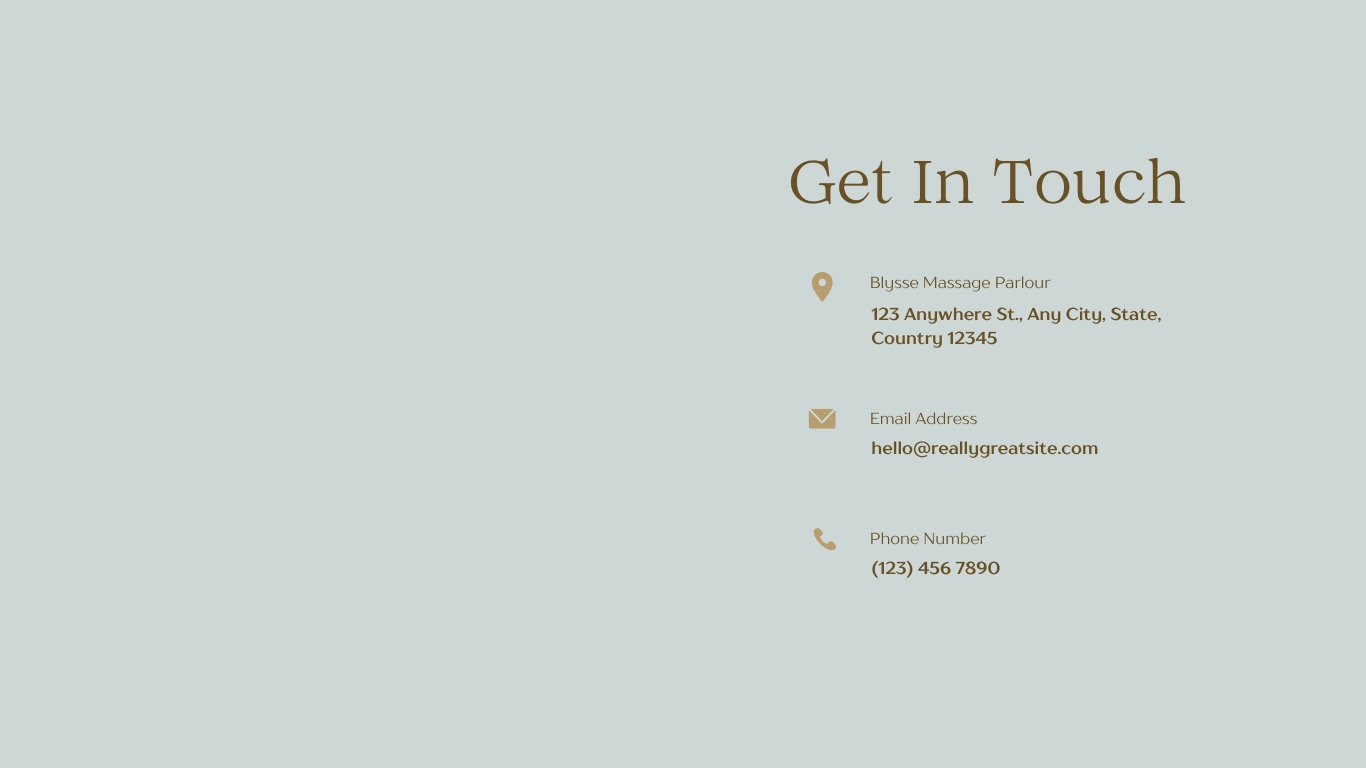 Get In Touch
Blysse Massage Parlour
123 Anywhere St., Any City, State,
Country 12345
Email Address
hello@reallygreatsite.com
Phone Number
(123) 456 7890